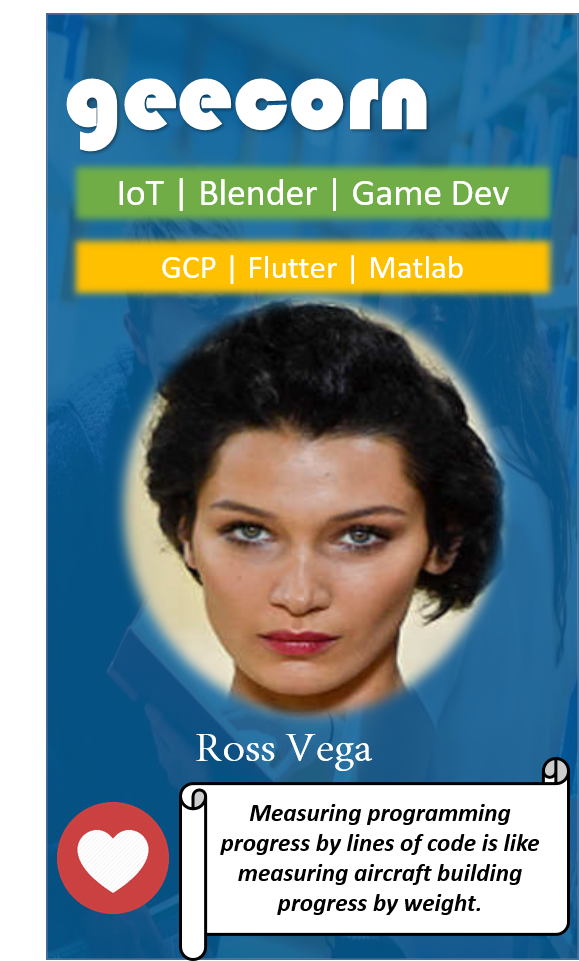 geecorn
IoT | Blender | Game Dev
GCP | Flutter | Matlab
Ross Vega
Measuring programming
progress by lines of code is like
measuring aircraft building
progress by weight.